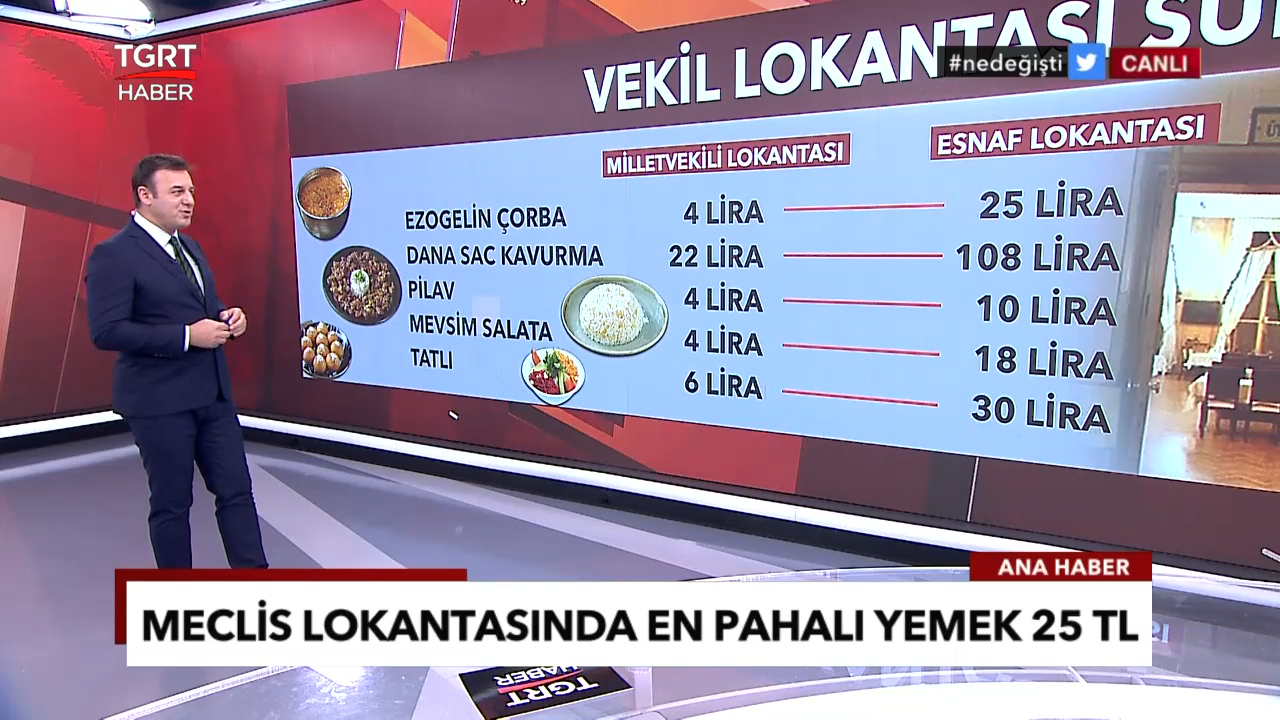 TGRT
HABER
VEKİL LOKANTASI
#nedeğişti
CANLI
MİLLETVEKİLİ LOKANTASI
ESNAF LOKANTASI
EZOGELİN ÇORBA 4 LİRA 25 LİRA
DANA SAC KAVURMA 22 LİRA 108 LİRA
PİLAV 4 LİRA 10 LİRA
MEVSİM SALATA 4 LİRA 18 LİRA
TATLI 6 LİRA 30 LİRA
ANA HABER
MECLİS LOKANTASINDA EN PAHALI YEMEK 25 TL
TGRT
HABER